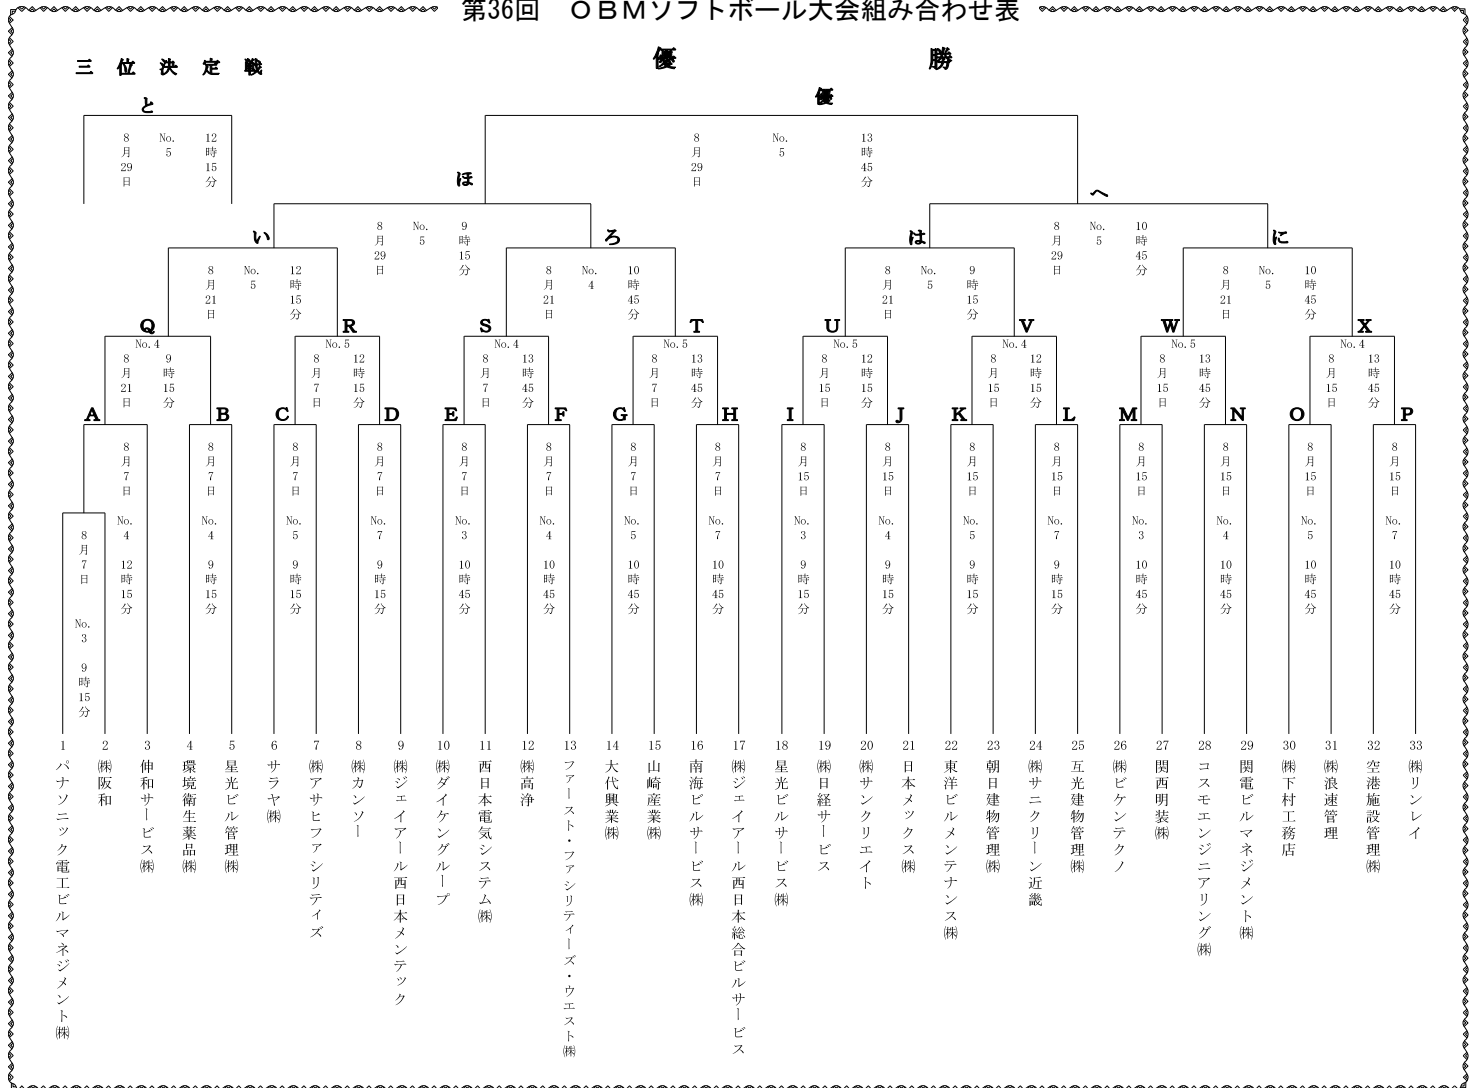 第36回　ＯＢＭソフトボール大会組み合わせ表
優　勝
三位決定戦
と
8月29日 No.5 12時15分
優
8月29日 No.5 13時45分
ほ
8月29日 No.5 9時15分
へ
8月29日 No.5 10時45分
い
8月21日 No.5 12時15分
ろ
8月21日 No.4 10時45分
は
8月21日 No.5 9時15分
に
8月21日 No.5 10時45分
Q
No.4 8月21日 9時15分
R
No.5 8月7日 12時15分
S
No.4 8月7日 13時45分
T
No.5 8月7日 13時45分
U
No.5 8月15日 12時15分
V
No.4 8月15日 12時15分
W
No.5 8月15日 13時45分
X
No.4 8月15日 13時45分
A
8月7日 No.4 12時15分
B
8月7日 No.4 9時15分
C
8月7日 No.5 9時15分
D
8月7日 No.7 9時15分
E
8月7日 No.3 10時45分
F
8月7日 No.4 10時45分
G
8月7日 No.5 10時45分
H
8月7日 No.7 10時45分
I
8月15日 No.3 9時15分
J
8月15日 No.4 9時15分
K
8月15日 No.5 9時15分
L
8月15日 No.7 9時15分
M
8月15日 No.3 10時45分
N
8月15日 No.4 10時45分
O
8月15日 No.5 10時45分
P
8月15日 No.7 10時45分
8月7日 No.3 9時15分
1 パナソニック電工ビルマネジメント㈱
2 ㈱阪和
3 伸和サービス㈱
4 環境衛生薬品㈱
5 星光ビル管理㈱
6 サラヤ㈱
7 ㈱アサヒファシリティズ
8 ㈱カンソー
9 ㈱ジェイアール西日本メンテック
10 ㈱ダイケングループ
11 西日本電気システム㈱
12 ㈱高浄
13 ファースト・ファシリティーズ・ウエスト㈱
14 大代興業㈱
15 山崎産業㈱
16 南海ビルサービス㈱
17 ㈱ジェイアール西日本総合ビルサービス
18 星光ビルサービス㈱
19 ㈱日経サービス
20 ㈱サンクリエイト
21 日本メックス㈱
22 東洋ビルメンテナンス㈱
23 朝日建物管理㈱
24 ㈱サニクリーン近畿
25 互光建物管理㈱
26 ㈱ビケンテクノ
27 関西明装㈱
28 コスモエンジニアリング㈱
29 関電ビルマネジメント㈱
30 ㈱下村工務店
31 ㈱浪速管理
32 空港施設管理㈱
33 ㈱リンレイ